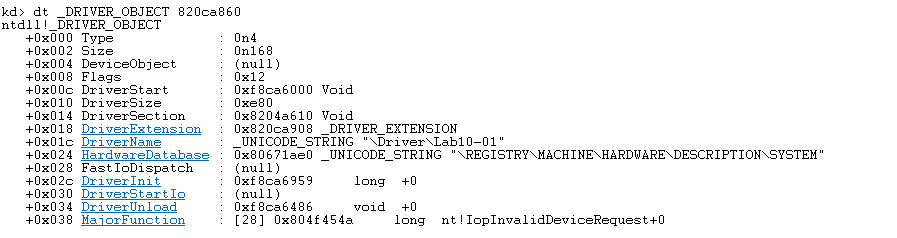 kd> dt _DRIVER_OBJECT 820ca860
ntdll!_DRIVER_OBJECT
+0x000 Type : 0n4
+0x002 Size : 0n168
+0x004 DeviceObject : (null)
+0x008 Flags : 0x12
+0x00c DriverStart : 0xf8ca6000 Void
+0x010 DriverSize : 0xe80
+0x014 DriverSection : 0x8204a610 Void
+0x018 DriverExtension : 0x820ca908 _DRIVER_EXTENSION
+0x01c DriverName : _UNICODE_STRING "\Driver\Lab10-01"
+0x024 HardwareDatabase : 0x80671ae0 _UNICODE_STRING "\REGISTRY\MACHINE\HARDWARE\DESCRIPTION\SYSTEM"
+0x028 FastIoDispatch : (null)
+0x02c DriverInit : 0xf8ca6959 long +0
+0x030 DriverStartIo : (null)
+0x034 DriverUnload : 0xf8ca6486 void +0
+0x038 MajorFunction : [28] 0x804f454a long nt!IopInvalidDeviceRequest+0